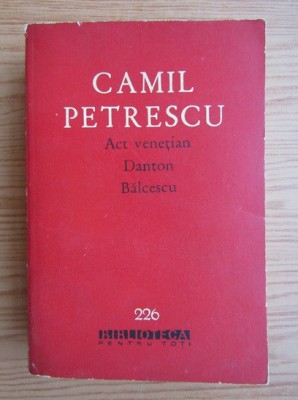 CAMIL
PETRESCU
Act venețian
Danton
Bălcescu
226
BIBLIOTECA
PENTRU TOȚI